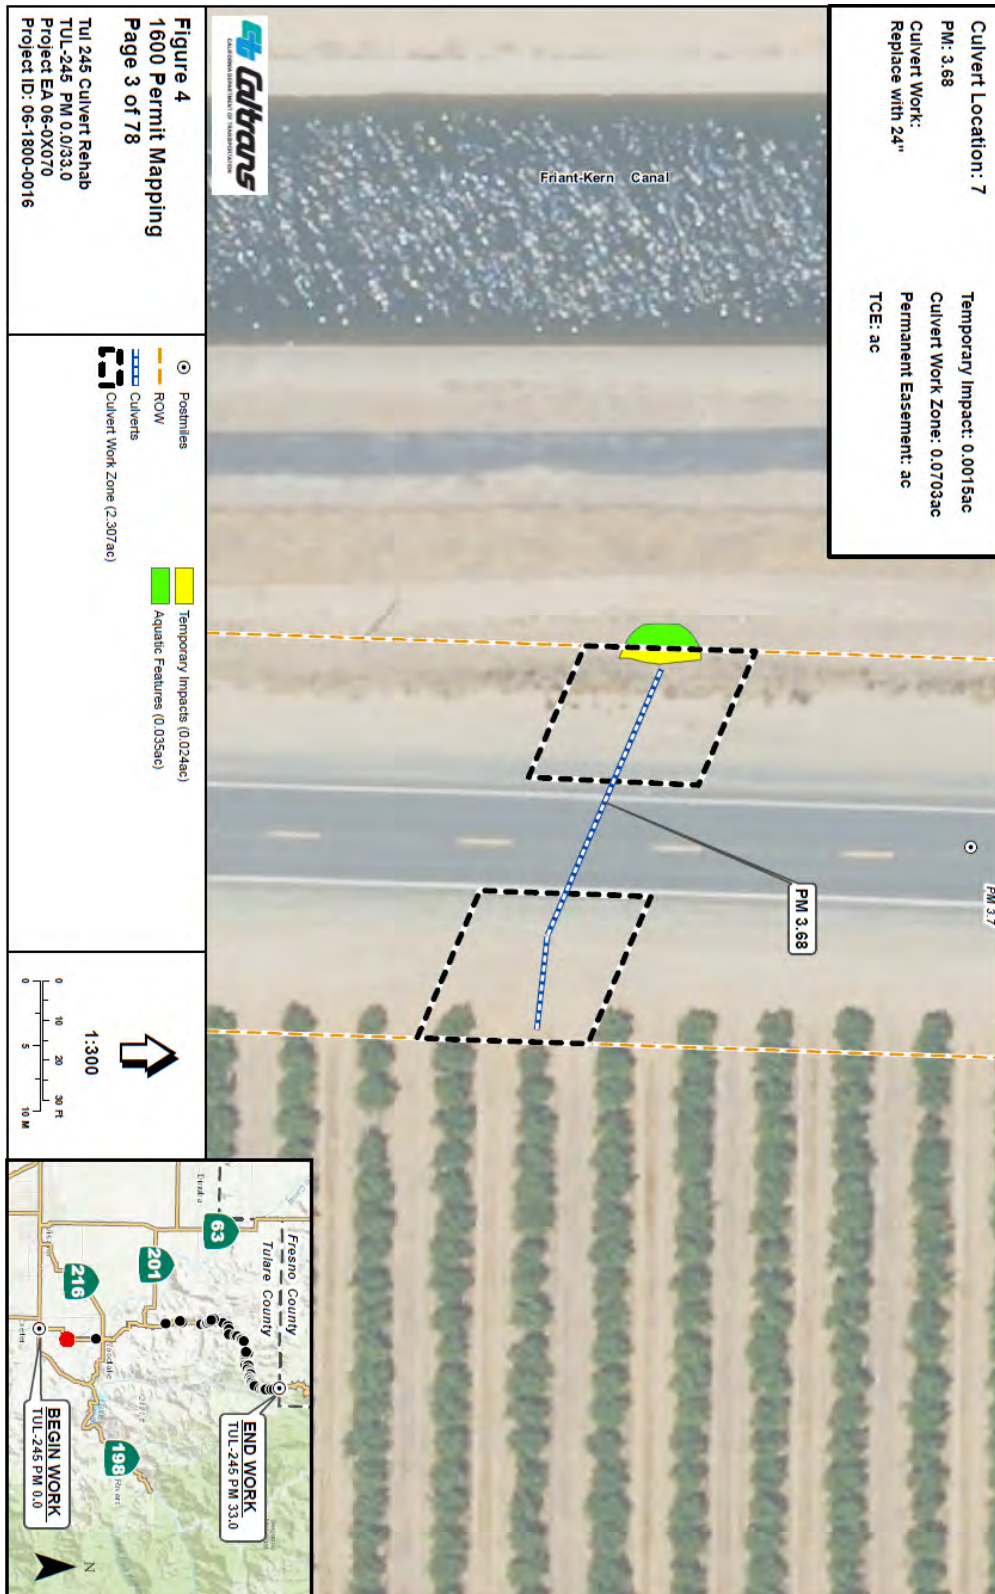 Culvert Location: 7
PM: 3.68
Culvert Work:
Replace with 24"
Temporary Impact: 0.0015ac
Culvert Work Zone: 0.0703ac
Permanent Easement: ac
TCE: ac
Friant-Kern Canal
PM 3.7
PM 3.68
Caltrans
CALIFORNIA DEPARTMENT OF TRANSPORTATION
Figure 4
1600 Permit Mapping
Page 3 of 78
Tul 245 Culvert Rehab
TUL-245 PM 0.0/33.0
Project EA 06-0X070
Project ID: 06-1800-0016
Postmiles
ROW
Culverts
Culvert Work Zone (2.307ac)
Temporary Impacts (0.024ac)
Aquatic Features (0.035ac)
1:300
0 10 20 30 Ft
0 5 10 M
Fresno County
Tulare County
Dinuba
63
201
216
198
END WORK
TUL-245 PM 33.0
BEGIN WORK
TUL-245 PM 0.0
N